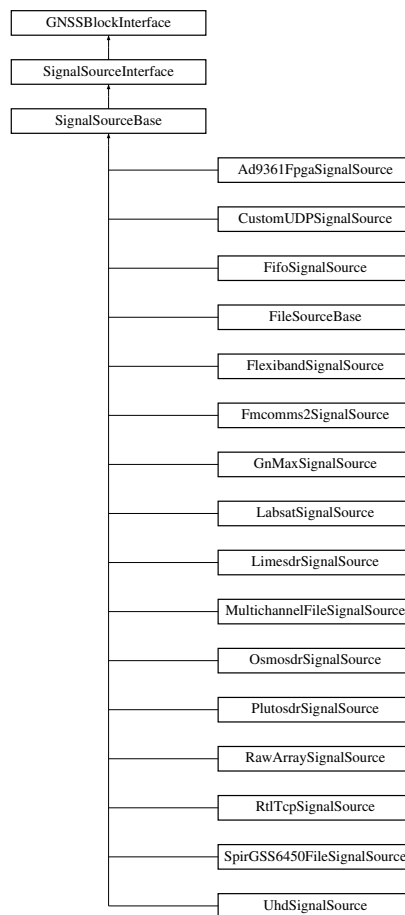 GNSSBlockInterface
SignalSourceInterface
SignalSourceBase
Ad9361FpgaSignalSource
CustomUDPSignalSource
FifoSignalSource
FileSourceBase
FlexibandSignalSource
Fmcomms2SignalSource
GnMaxSignalSource
LabsatSignalSource
LimesdrSignalSource
MultichannelFileSignalSource
OsmosdrSignalSource
PlutosdrSignalSource
RawArraySignalSource
RtlTcpSignalSource
SpirGSS6450FileSignalSource
UhdSignalSource